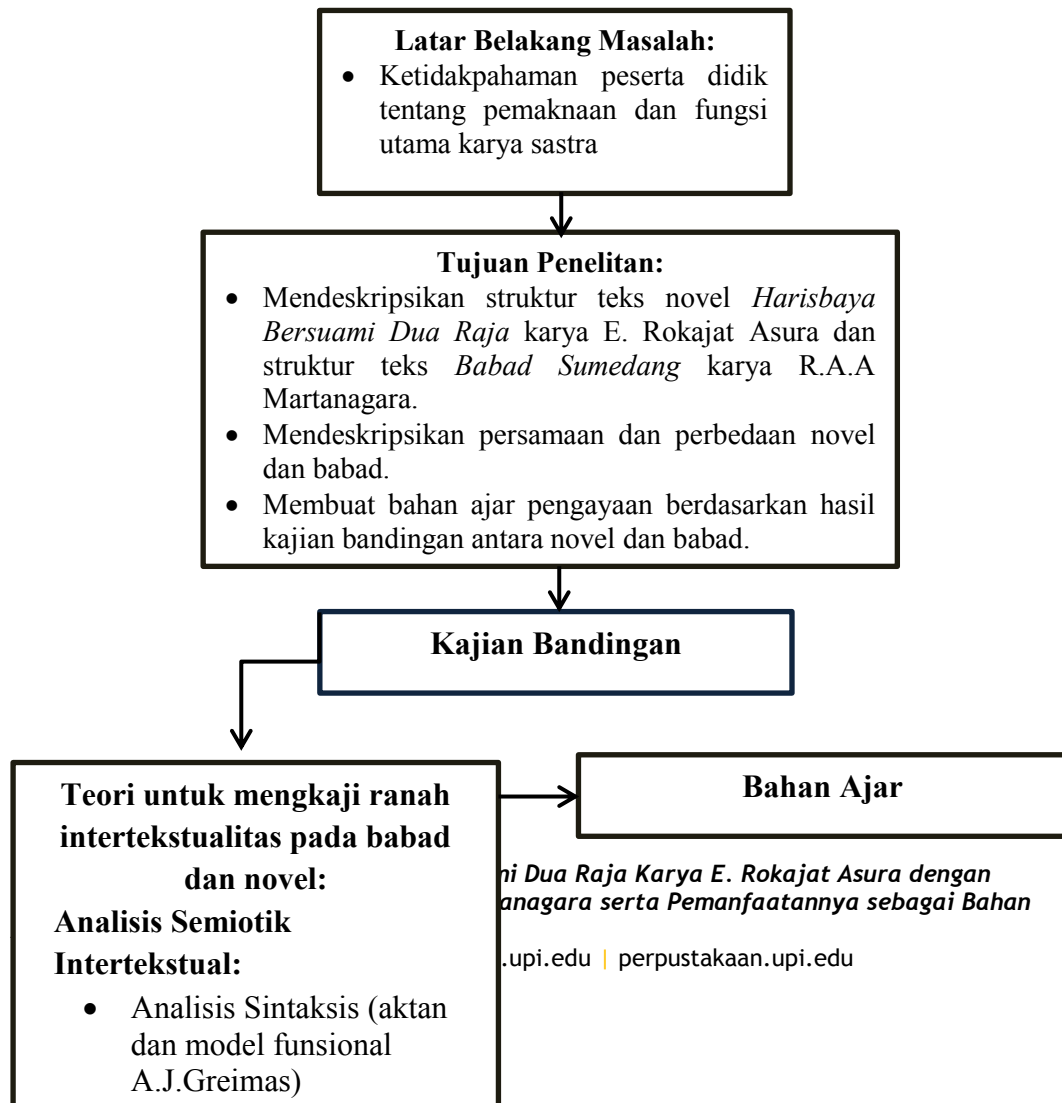 Latar Belakang Masalah:
• Ketidakpahaman peserta didik
tentang pemaknaan dan fungsi
utama karya sastra
Tujuan Penelitan:
• Mendeskripsikan struktur teks novel Harisbaya
Bersuami Dua Raja karya E. Rokajat Asura dan
struktur teks Babad Sumedang karya R.A.A
Martanagara.
• Mendeskripsikan persamaan dan perbedaan novel
dan babad.
• Membuat bahan ajar pengayaan berdasarkan hasil
kajian bandingan antara novel dan babad.
Kajian Bandingan
Teori untuk mengkaji ranah
intertekstualitas pada babad
dan novel:
Analisis Semiotik
Intertekstual:
• Analisis Sintaksis (aktan
dan model funsional
A.J.Greimas)
Bahan Ajar
Dua Raja Karya E. Rokajat Asura dengan
anagara serta Pemanfaatannya sebagai Bahan
.upi.edu | perpustakaan.upi.edu